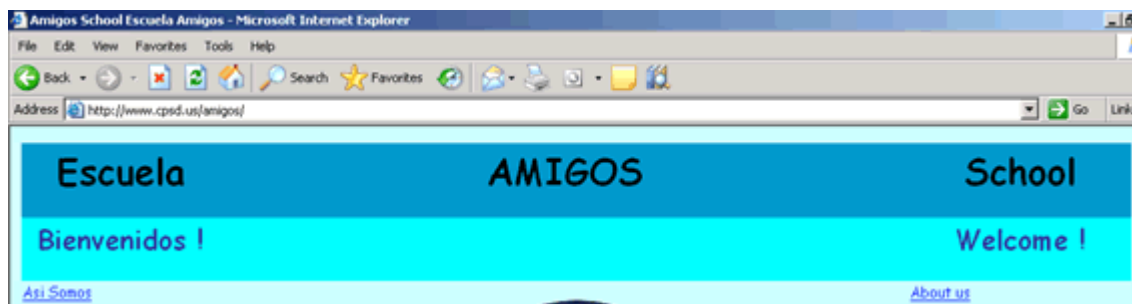 Amigos School Escuela Amigos - Microsoft Internet Explorer
File Edit View Favorites Tools Help
Back Search Favorites
Address http://www.cpsd.us/amigos/ Go
Escuela AMIGOS School
Bienvenidos ! Welcome !
Asi Somos About us